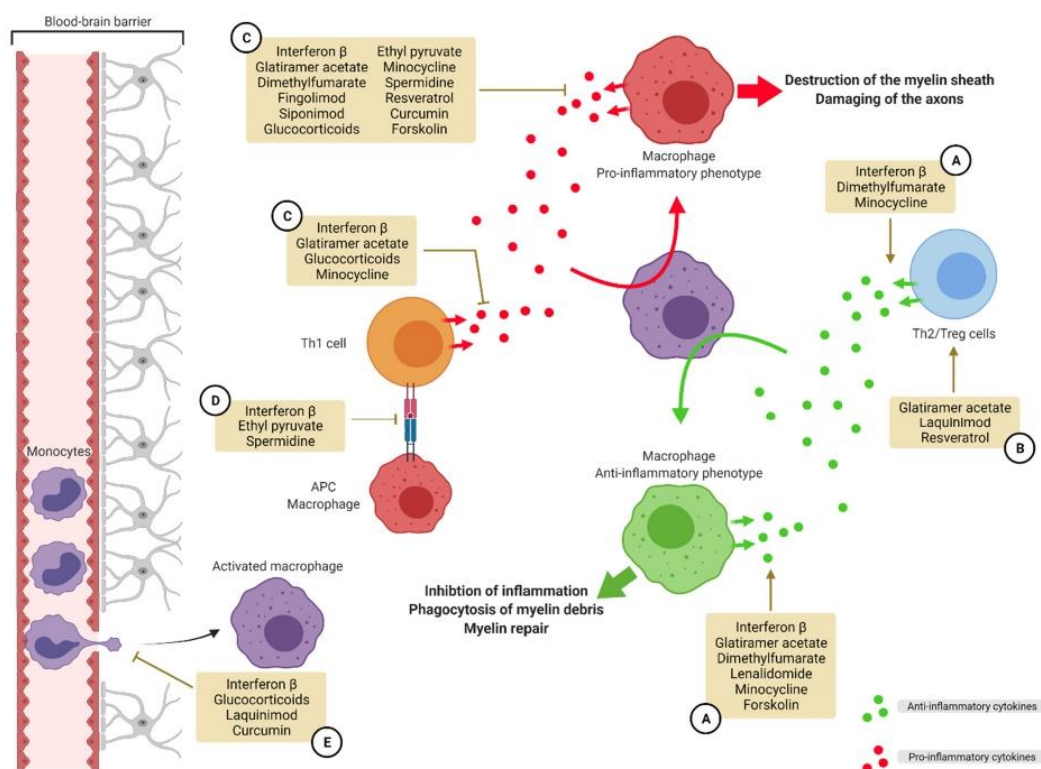 Blood-brain barrier
C
Interferon β
Glatiramer acetate
Dimethylfumarate
Fingolimod
Siponimod
Glucocorticoids
Ethyl pyruvate
Minocycline
Spermidine
Resveratrol
Curcumin
Forskolin
Macrophage
Pro-inflammatory phenotype
Destruction of the myelin sheath
Damaging of the axons
A
Interferon β
Dimethylfumarate
Minocycline
Th2/Treg cells
C
Interferon β
Glatiramer acetate
Glucocorticoids
Minocycline
Th1 cell
D
Interferon β
Ethyl pyruvate
Spermidine
APC
Macrophage
Glatiramer acetate
Laquinimod
Resveratrol
B
Macrophage
Anti-inflammatory phenotype
Monocytes
Activated macrophage
Inhibtion of inflammation
Phagocytosis of myelin debris
Myelin repair
Interferon β
Glucocorticoids
Laquinimod
Curcumin
E
Interferon β
Glatiramer acetate
Dimethylfumarate
Lenalidomide
Minocycline
Forskolin
A
Anti-inflammatory cytokines
Pro-inflammatory cytokines